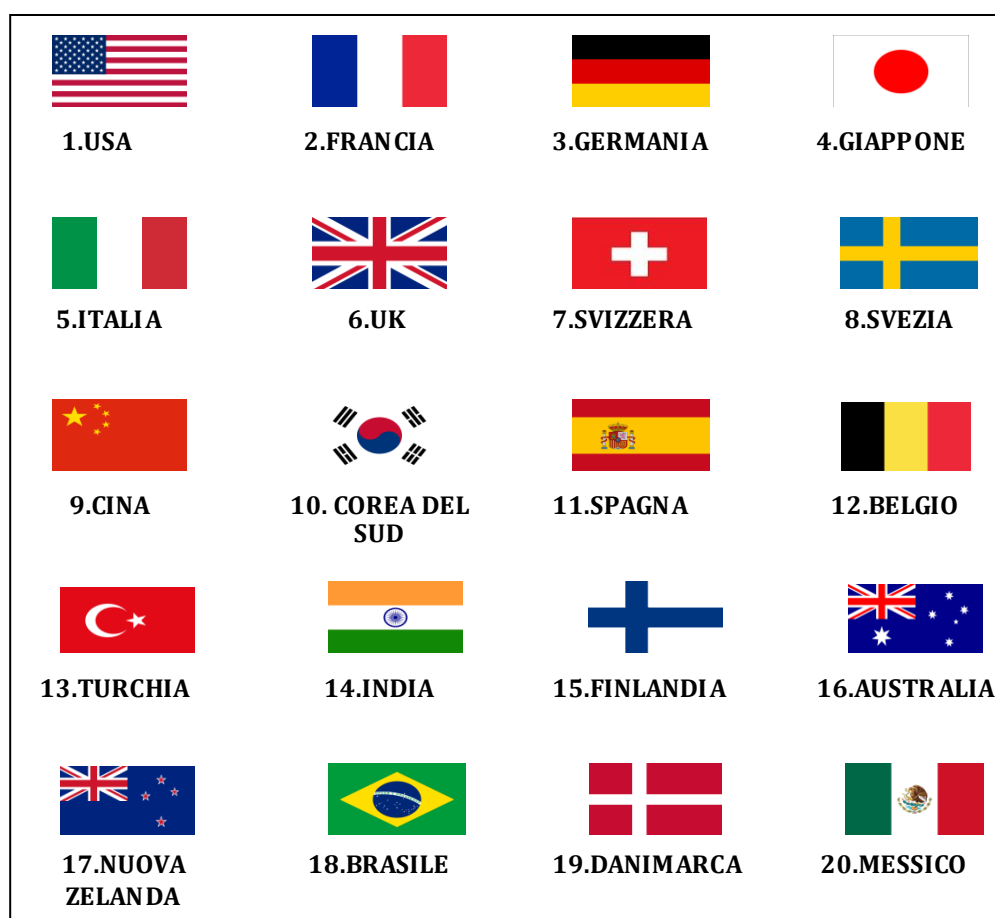 1.USA
2.FRANCIA
3.GERMANIA
4.GIAPPONE
5.ITALIA
6.UK
7.SVIZZERA
8.SVEZIA
9.CINA
10. COREA DEL
SUD
11.SPAGNA
12.BELGIO
13.TURCHIA
14.INDIA
15.FINLANDIA
16.AUSTRALIA
17.NUOVA
ZELANDA
18.BRASILE
19.DANIMARCA
20.MESSICO